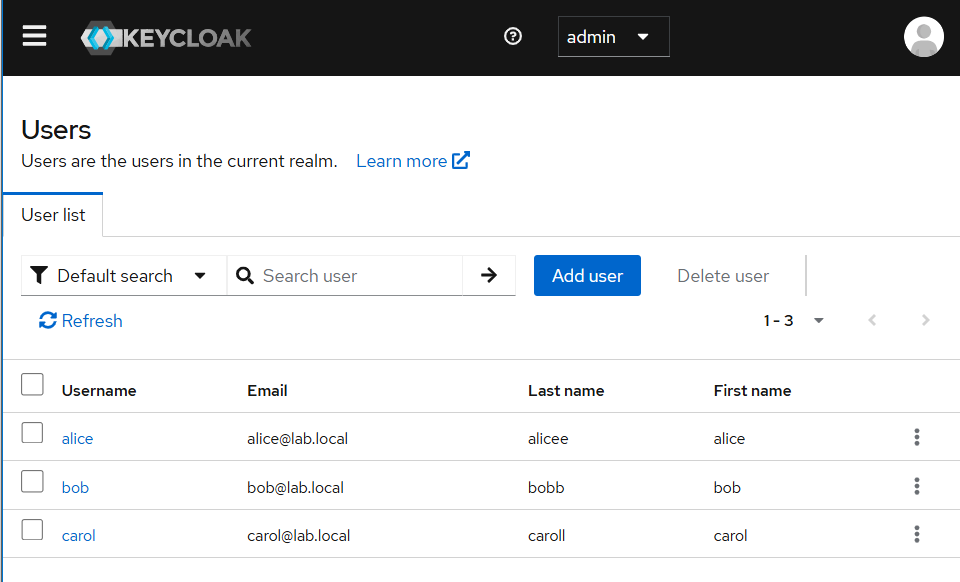 KEYCLOAK
admin
Users
Users are the users in the current realm. Learn more
User list
Default search Search user Add user Delete user
Refresh 1 - 3
Username Email Last name First name
alice alice@lab.local alicee alice
bob bob@lab.local bobb bob
carol carol@lab.local caroll carol